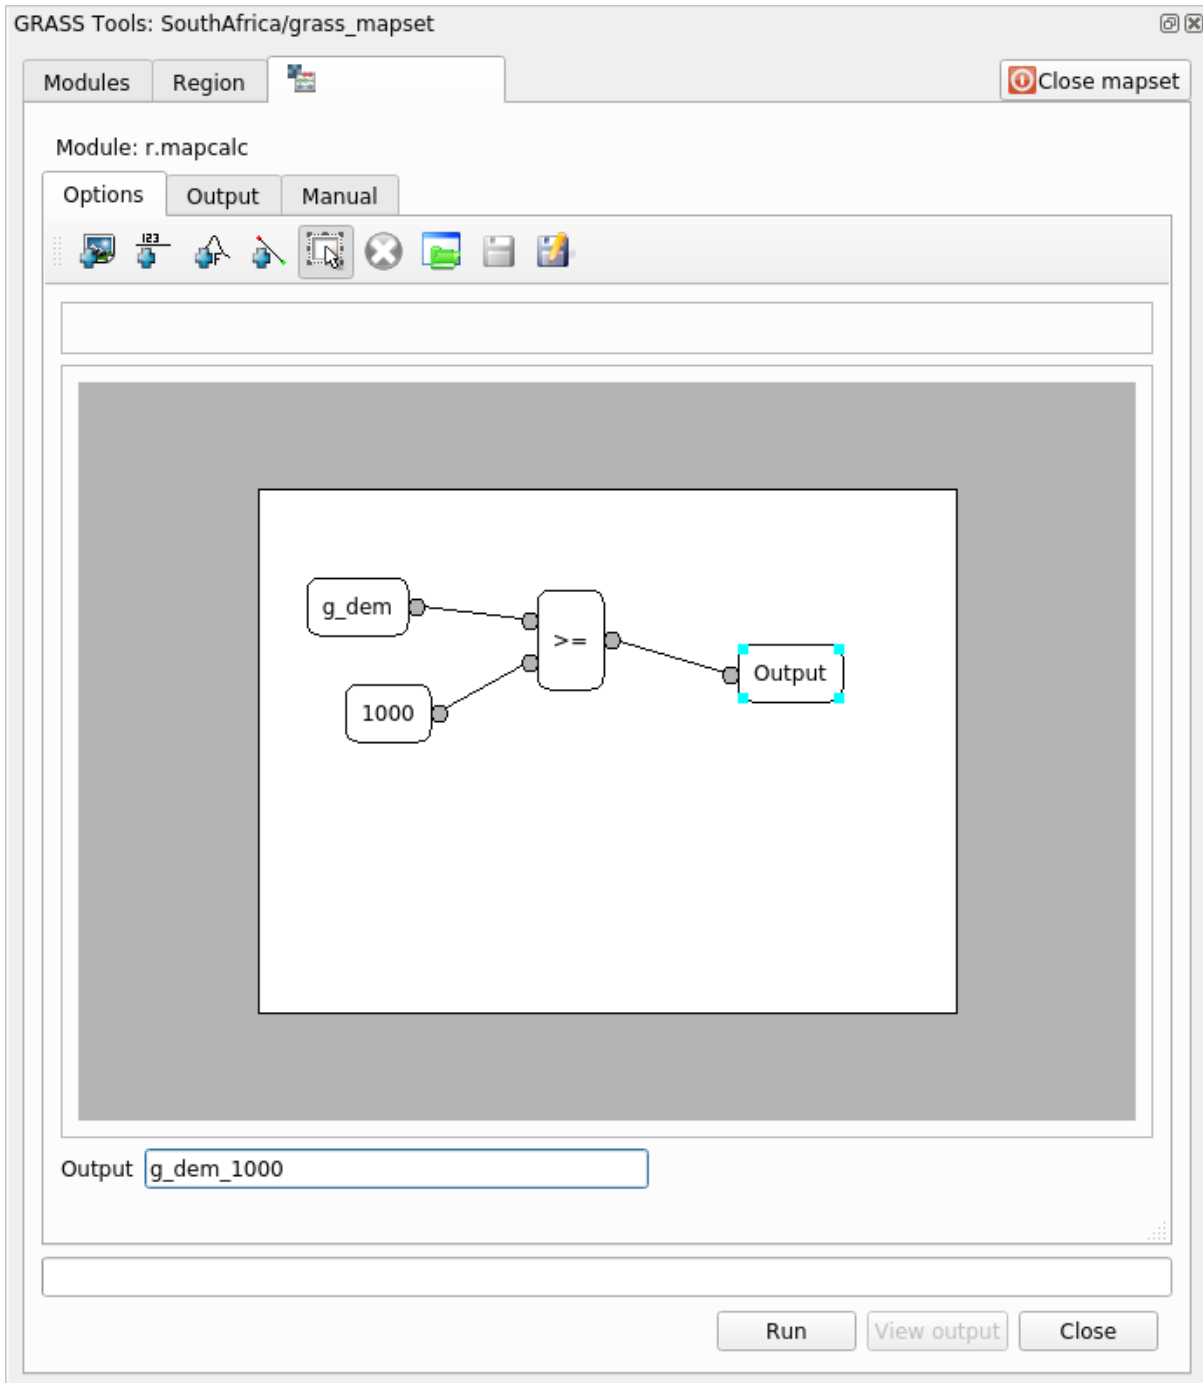 GRASS Tools: SouthAfrica/grass_mapset
Modules Region Close mapset
Module: r.mapcalc
Options Output Manual
123
F
g_dem
>=
Output
1000
Output g_dem_1000
Run View output Close